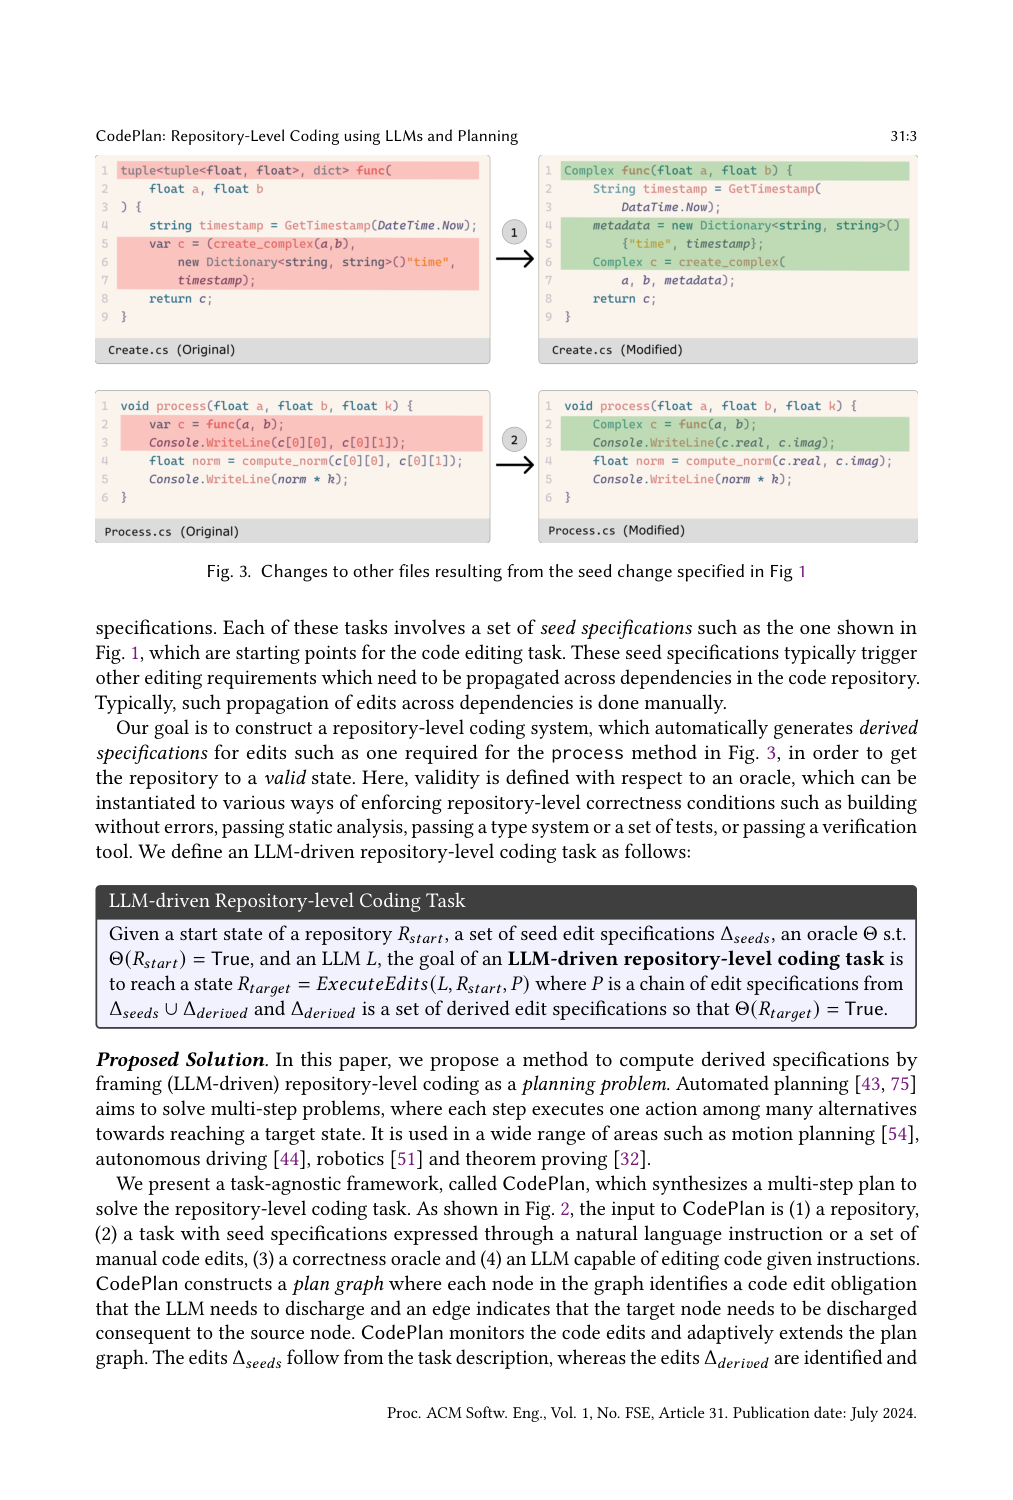 CodePlan: Repository-Level Coding using LLMs and Planning 31:3
1 tuple<tuple<float, float>, dict> func(
2 float a, float b
3 ) {
4 string timestamp = GetTimestamp(DateTime.Now);
5 var c = (create_complex(a,b),
6 new Dictionary<string, string>()"time",
7 timestamp);
8 return c;
9 }
Create.cs (Original)
1
1 Complex func(float a, float b) {
2 String timestamp = GetTimestamp(
3 DataTime.Now);
4 metadata = new Dictionary<string, string>()
5 {"time", timestamp};
6 Complex c = create_complex(
7 a, b, metadata);
8 return c;
9 }
Create.cs (Modified)
1 void process(float a, float b, float k) {
2 var c = func(a, b);
3 Console.WriteLine(c[0][0], c[0][1]);
4 float norm = compute_norm(c[0][0], c[0][1]);
5 Console.WriteLine(norm * k);
6 }
Process.cs (Original)
2
1 void process(float a, float b, float k) {
2 Complex c = func(a, b);
3 Console.WriteLine(c.real, c.imag);
4 float norm = compute_norm(c.real, c.imag);
5 Console.WriteLine(norm * k);
6 }
Process.cs (Modified)
Fig. 3. Changes to other files resulting from the seed change specified in Fig 1
specifications. Each of these tasks involves a set of seed specifications such as the one shown in
Fig. 1, which are starting points for the code editing task. These seed specifications typically trigger
other editing requirements which need to be propagated across dependencies in the code repository.
Typically, such propagation of edits across dependencies is done manually.
Our goal is to construct a repository-level coding system, which automatically generates derived
specifications for edits such as one required for the process method in Fig. 3, in order to get
the repository to a valid state. Here, validity is defined with respect to an oracle, which can be
instantiated to various ways of enforcing repository-level correctness conditions such as building
without errors, passing static analysis, passing a type system or a set of tests, or passing a verification
tool. We define an LLM-driven repository-level coding task as follows:
LLM-driven Repository-level Coding Task
Given a start state of a repository R_start, a set of seed edit specifications Δ_seeds, an oracle Θ s.t.
Θ(R_start) = True, and an LLM L, the goal of an LLM-driven repository-level coding task is
to reach a state R_target = ExecuteEdits(L, R_start, P) where P is a chain of edit specifications from
Δ_seeds ∪ Δ_derived and Δ_derived is a set of derived edit specifications so that Θ(R_target) = True.
Proposed Solution. In this paper, we propose a method to compute derived specifications by
framing (LLM-driven) repository-level coding as a planning problem. Automated planning [43, 75]
aims to solve multi-step problems, where each step executes one action among many alternatives
towards reaching a target state. It is used in a wide range of areas such as motion planning [54],
autonomous driving [44], robotics [51] and theorem proving [32].
We present a task-agnostic framework, called CodePlan, which synthesizes a multi-step plan to
solve the repository-level coding task. As shown in Fig. 2, the input to CodePlan is (1) a repository,
(2) a task with seed specifications expressed through a natural language instruction or a set of
manual code edits, (3) a correctness oracle and (4) an LLM capable of editing code given instructions.
CodePlan constructs a plan graph where each node in the graph identifies a code edit obligation
that the LLM needs to discharge and an edge indicates that the target node needs to be discharged
consequent to the source node. CodePlan monitors the code edits and adaptively extends the plan
graph. The edits Δ_seeds follow from the task description, whereas the edits Δ_derived are identified and
Proc. ACM Softw. Eng., Vol. 1, No. FSE, Article 31. Publication date: July 2024.